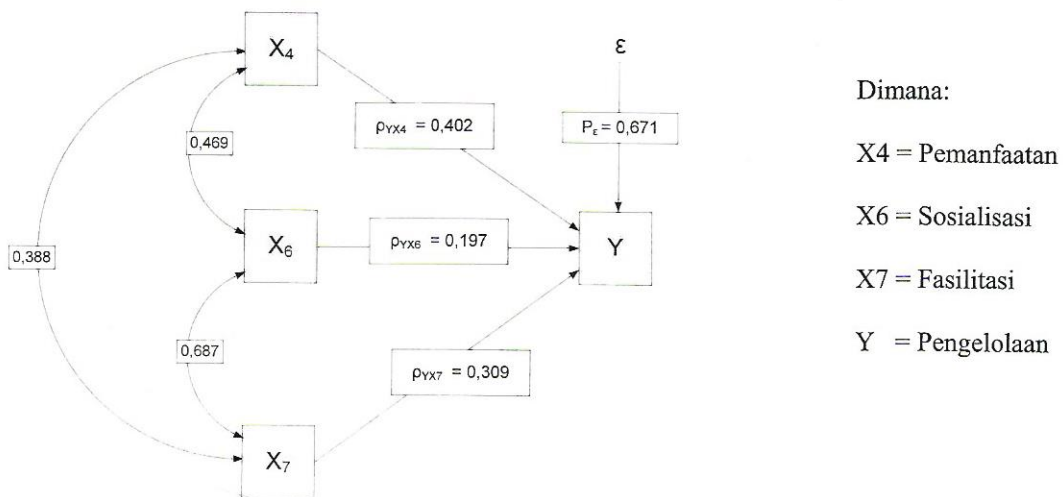 X₄
ε
ρYX4 = 0,402
Pε = 0,671
0,469
X₆
ρYX6 = 0,197
Y
0,388
0,687
ρYX7 = 0,309
X₇
Dimana:
X4 = Pemanfaatan
X6 = Sosialisasi
X7 = Fasilitasi
Y = Pengelolaan